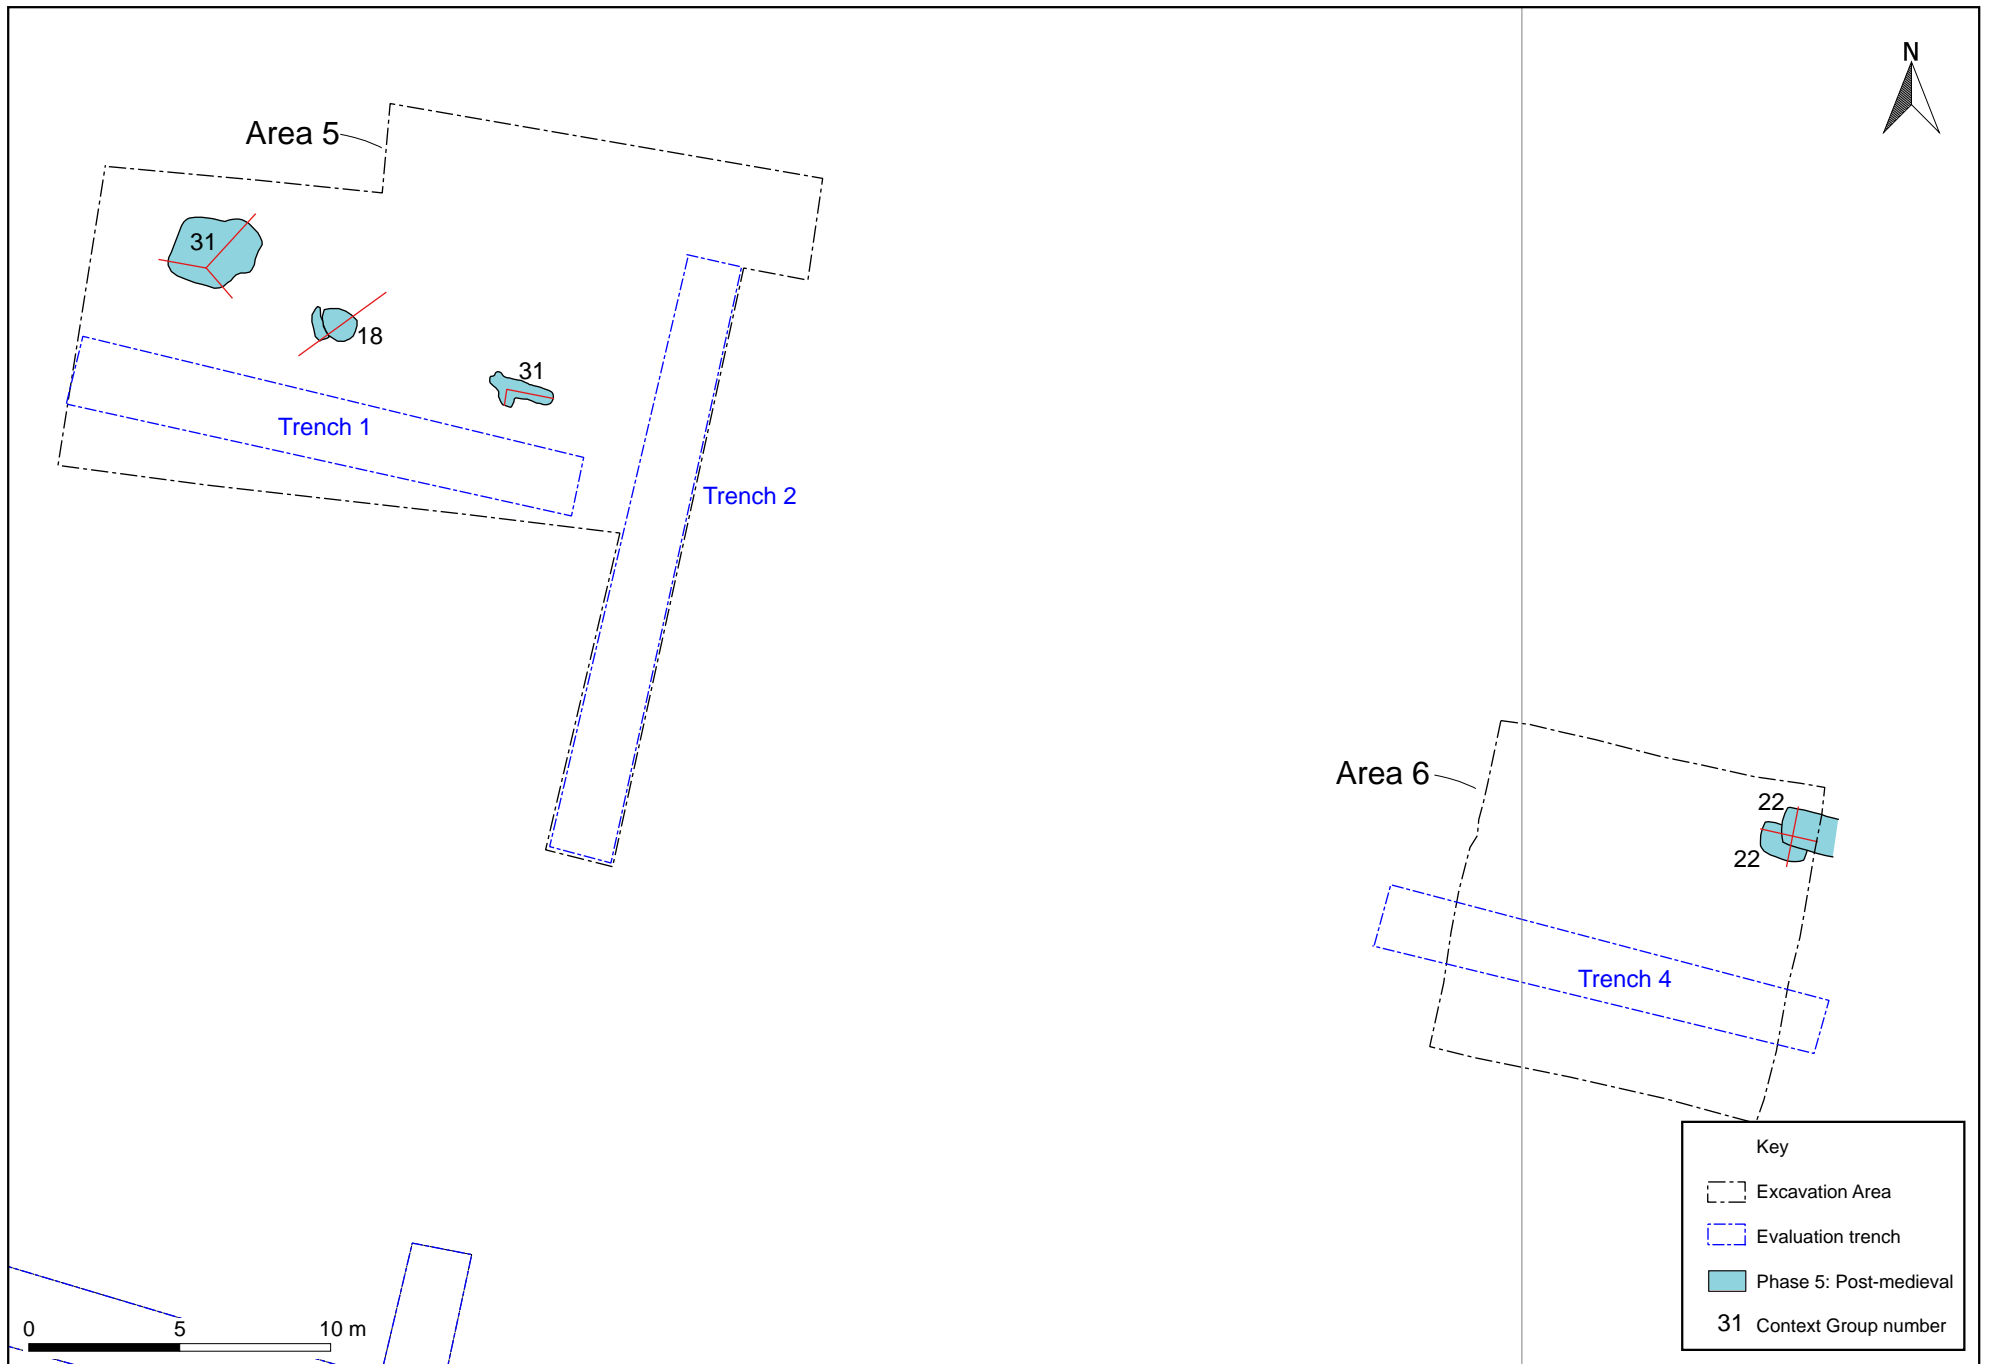 N
Area 5
31
18
31
Trench 1
Trench 2
Area 6
22
22
Trench 4
Key
Excavation Area
Evaluation trench
Phase 5: Post-medieval
31 Context Group number
0 5 10 m